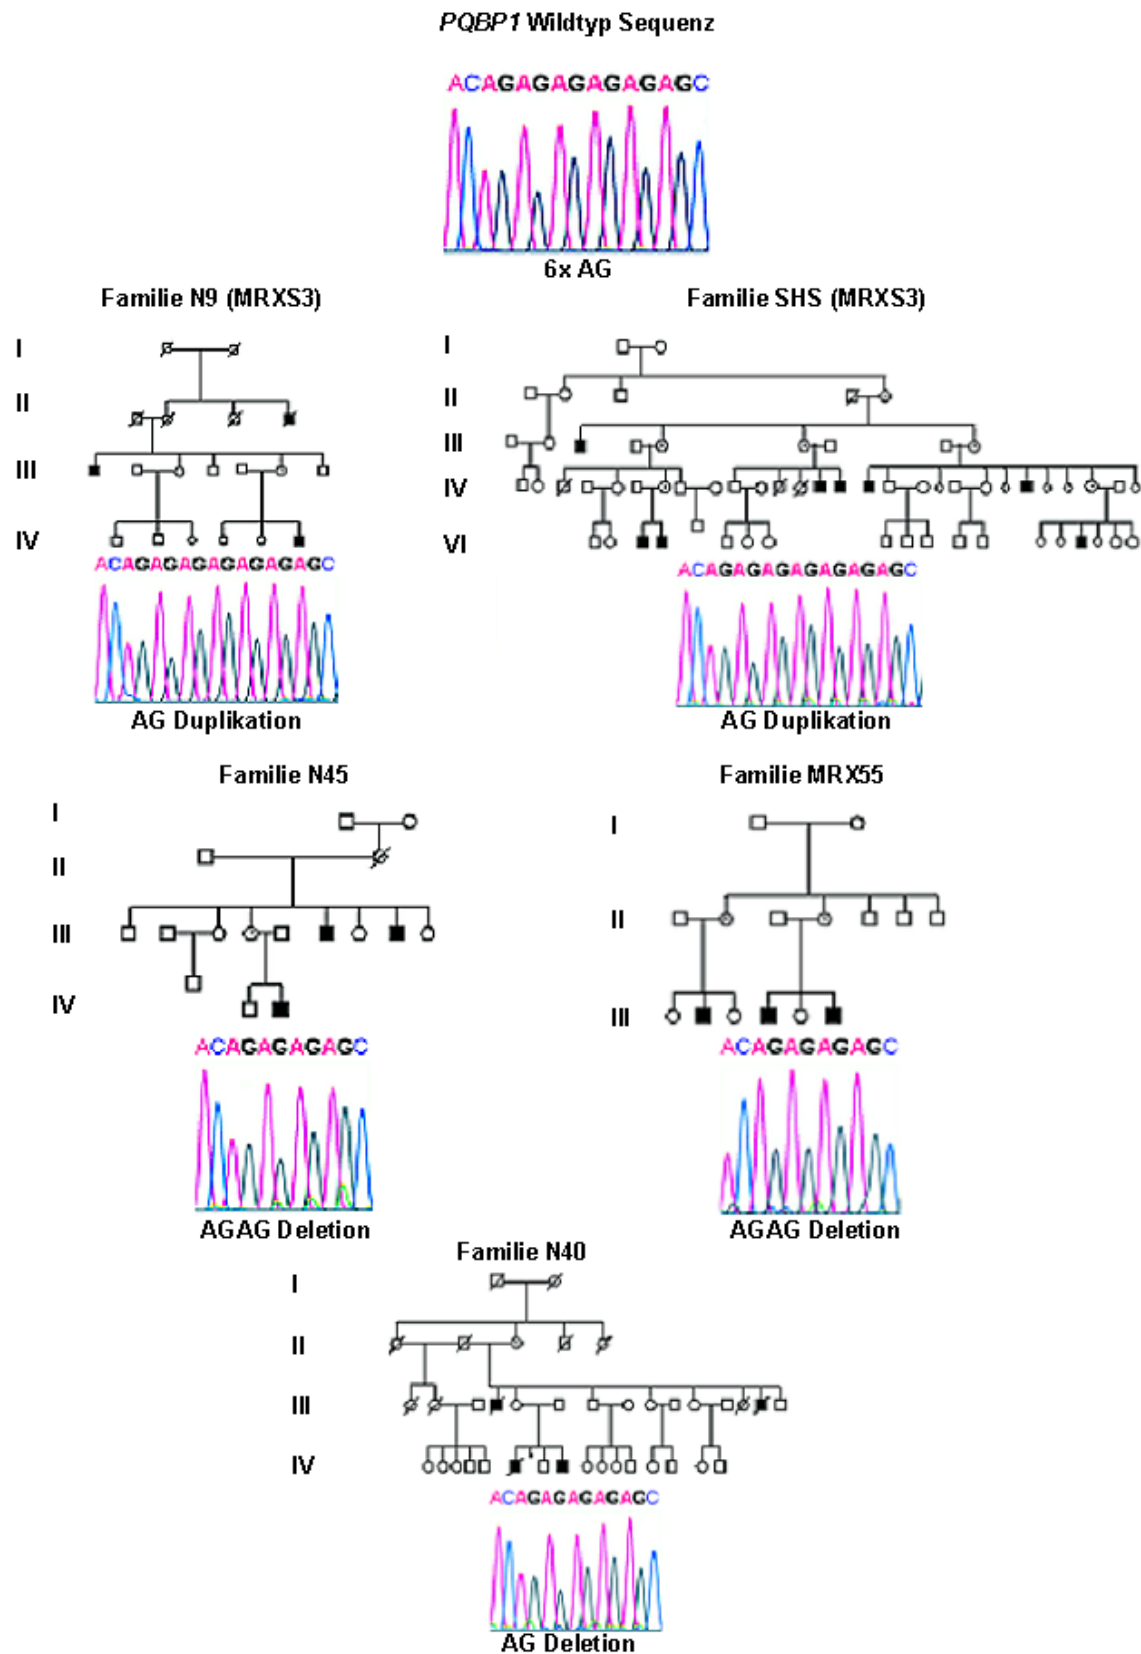 PQBP1 Wildtyp Sequenz
ACAGAGAGAGAGAGC
6x AG
Familie N9 (MRXS3)
I
II
III
IV
ACAGAGAGAGAGAGAGC
AG Duplikation
Familie SHS (MRXS3)
I
II
III
IV
VI
ACAGAGAGAGAGAGAGC
AG Duplikation
Familie N45
I
II
III
IV
ACAGAGAGAGC
AGAG Deletion
Familie MRX55
I
II
III
ACAGAGAGAGC
AGAG Deletion
Familie N40
I
II
III
IV
ACAGAGAGAGAGC
AG Deletion